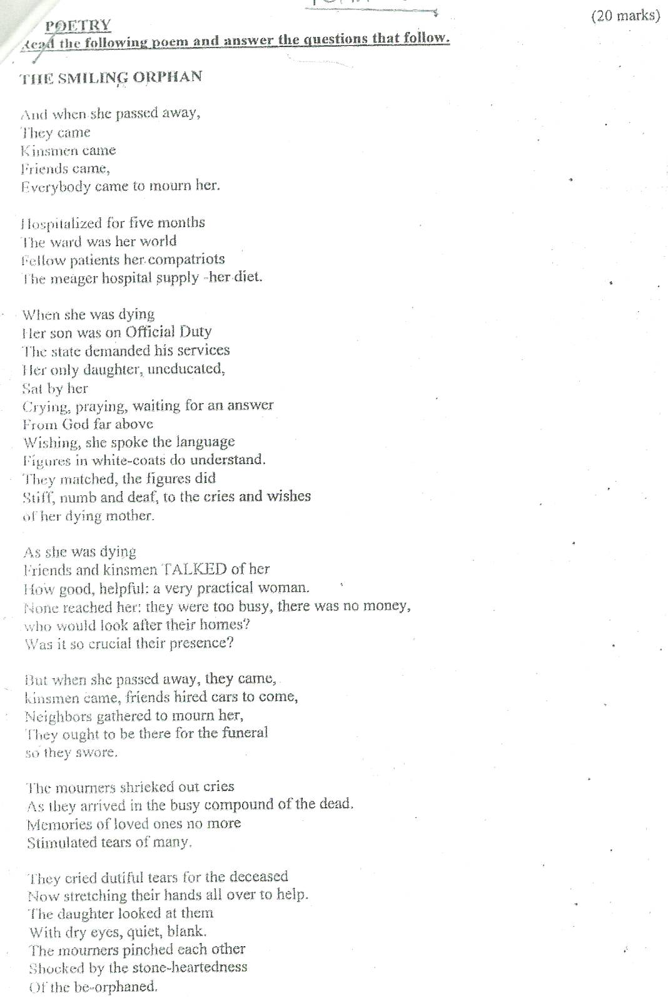 (20 marks)
POETRY
Read the following poem and answer the questions that follow.
THE SMILING ORPHAN
And when she passed away,
They came
Kinsmen came
Friends came,
Everybody came to mourn her.
Hospitalized for five months
The ward was her world
Fellow patients her compatriots
The meager hospital supply -her diet.
When she was dying
Her son was on Official Duty
The state demanded his services
Her only daughter, uneducated,
Sat by her
Crying, praying, waiting for an answer
From God far above
Wishing, she spoke the language
Figures in white-coats do understand.
They matched, the figures did
Stiff, numb and deaf, to the cries and wishes
of her dying mother.
As she was dying
Friends and kinsmen TALKED of her
How good, helpful: a very practical woman.
None reached her: they were too busy, there was no money,
who would look after their homes?
Was it so crucial their presence?
But when she passed away, they came,
kinsmen came, friends hired cars to come,
Neighbors gathered to mourn her,
They ought to be there for the funeral
so they swore.
The mourners shrieked out cries
As they arrived in the busy compound of the dead.
Memories of loved ones no more
Stimulated tears of many.
They cried dutiful tears for the deceased
Now stretching their hands all over to help.
The daughter looked at them
With dry eyes, quiet, blank.
The mourners pinched each other
Shocked by the stone-heartedness
Of the be-orphaned.